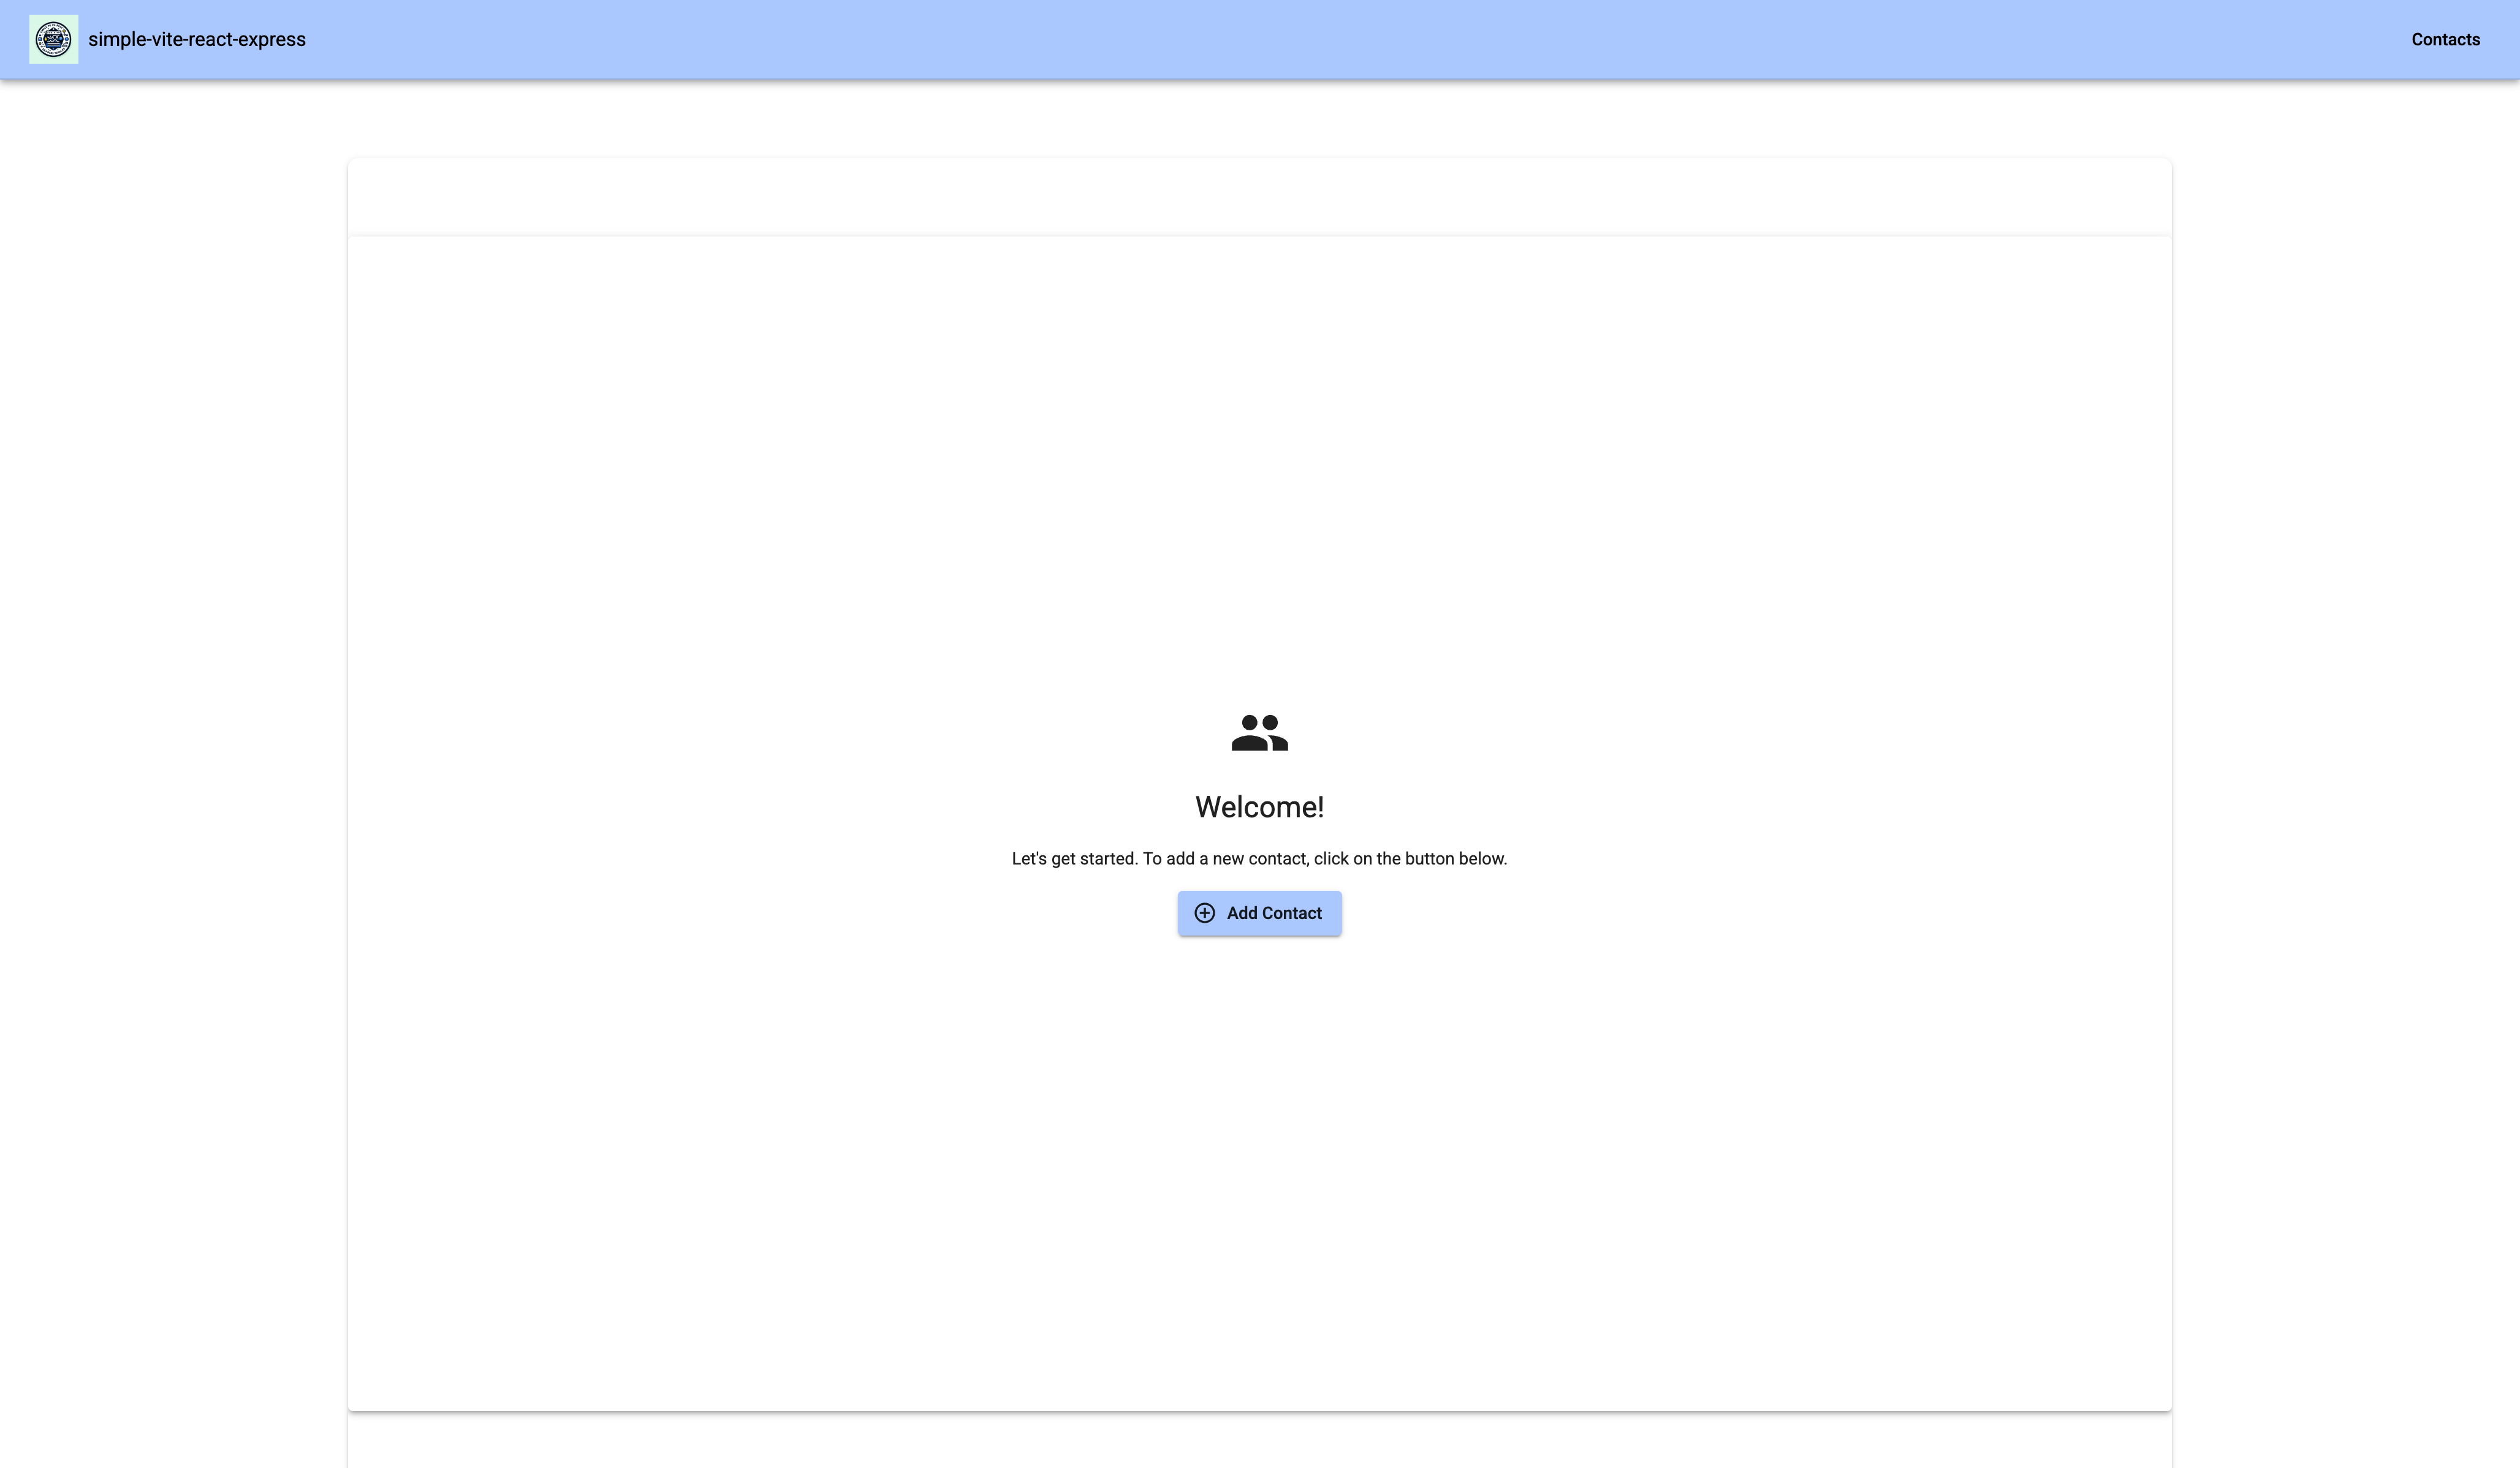 simple-vite-react-express
Contacts
Welcome!
Let's get started. To add a new contact, click on the button below.
Add Contact